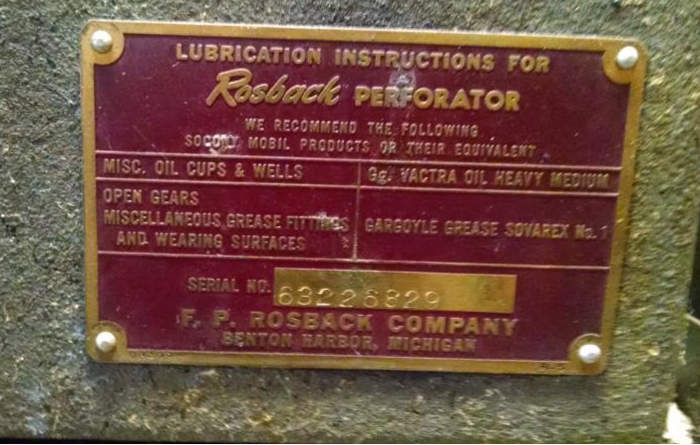 LUBRICATION INSTRUCTIONS FOR
Rosback PERFORATOR
WE RECOMMEND THE FOLLOWING
SOCONY MOBIL PRODUCTS OR THEIR EQUIVALENT
MISC. OIL CUPS & WELLS
Gg. VACTRA OIL HEAVY MEDIUM
OPEN GEARS
MISCELLANEOUS GREASE FITTINGS
AND WEARING SURFACES
GARGOYLE GREASE SOVAREX No. 1
SERIAL NO. 63226829
F. P. ROSBACK COMPANY
BENTON HARBOR, MICHIGAN